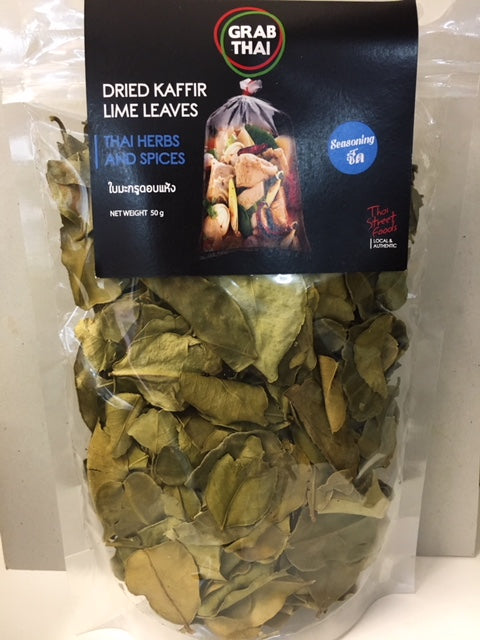 GRAB
THAI
DRIED KAFFIR
LIME LEAVES
THAI HERBS
AND SPICES
ใบมะกรูดอบแห้ง
NET WEIGHT 50 g
Seasoning
Thai
Street
Foods
LOCAL &
AUTHENTIC